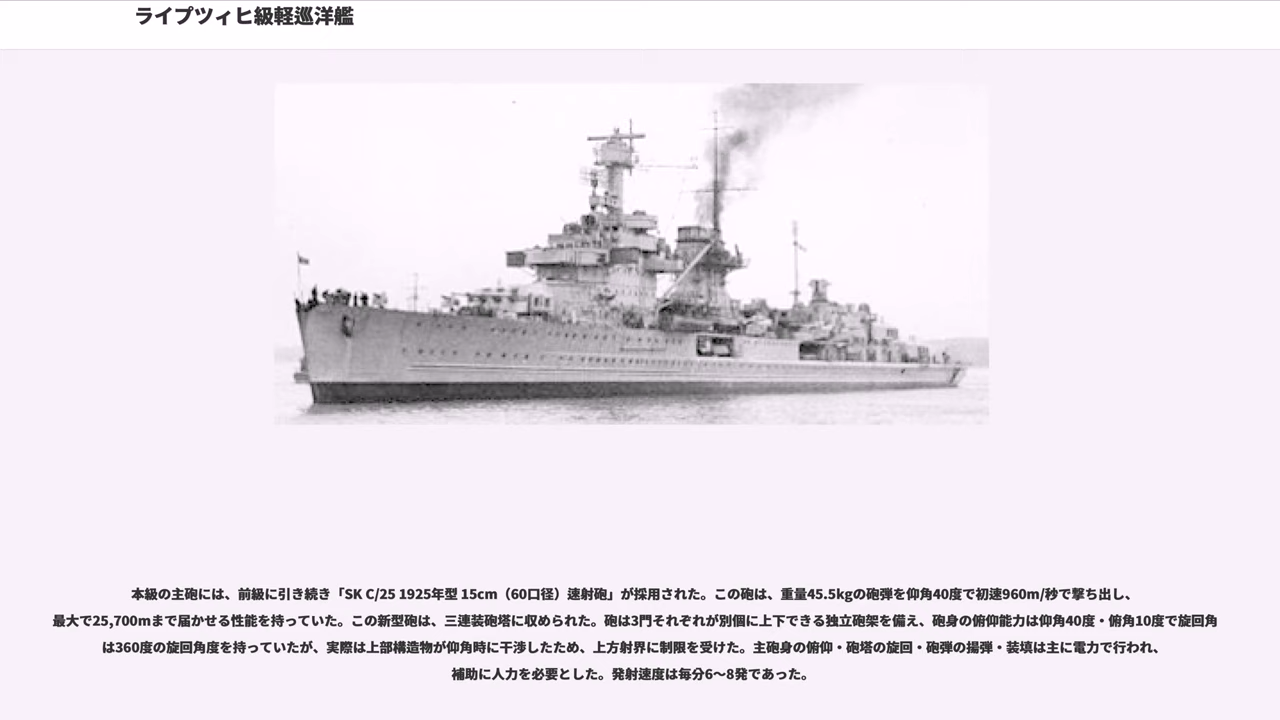 ライプツィヒ級軽巡洋艦
本級の主砲には、前級に引き続き「SK C/25 1925年型 15cm（60口径）速射砲」が採用された。この砲は、重量45.5kgの砲弾を仰角40度で初速960m/秒で撃ち出し、
最大で25,700mまで届かせる性能を持っていた。この新型砲は、三連装砲塔に収められた。砲は3門それぞれが別個に上下できる独立砲架を備え、砲身の俯仰能力は仰角40度・俯角10度で旋回角
は360度の旋回角度を持っていたが、実際は上部構造物が仰角時に干渉したため、上方射界に制限を受けた。主砲身の俯仰・砲塔の旋回・砲弾の揚弾・装填は主に電力で行われ、
補助に人力を必要とした。発射速度は毎分6～8発であった。